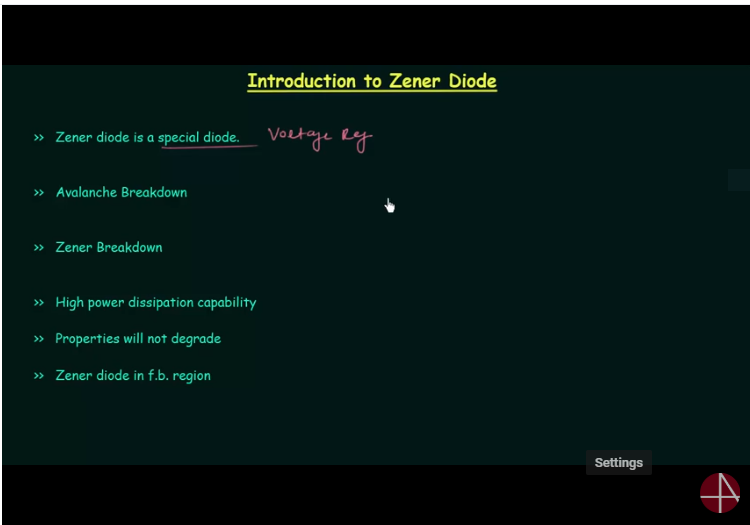 Introduction to Zener Diode
>> Zener diode is a special diode. Voltage Reg
>> Avalanche Breakdown
>> Zener Breakdown
>> High power dissipation capability
>> Properties will not degrade
>> Zener diode in f.b. region
Settings